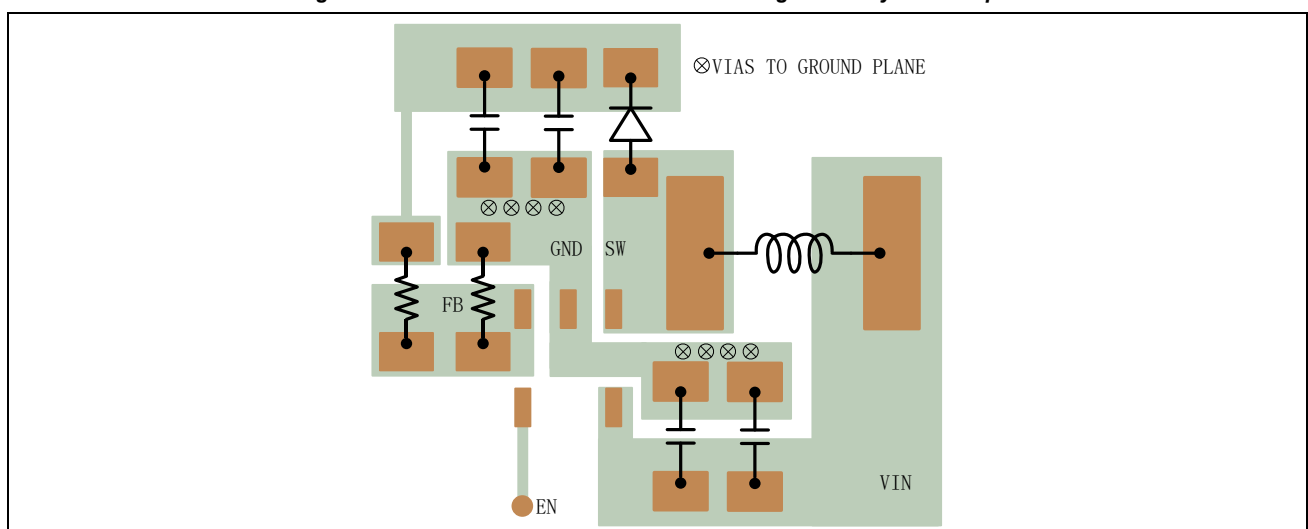 ⊗VIAS TO GROUND PLANE
GND SW
FB
VIN
EN